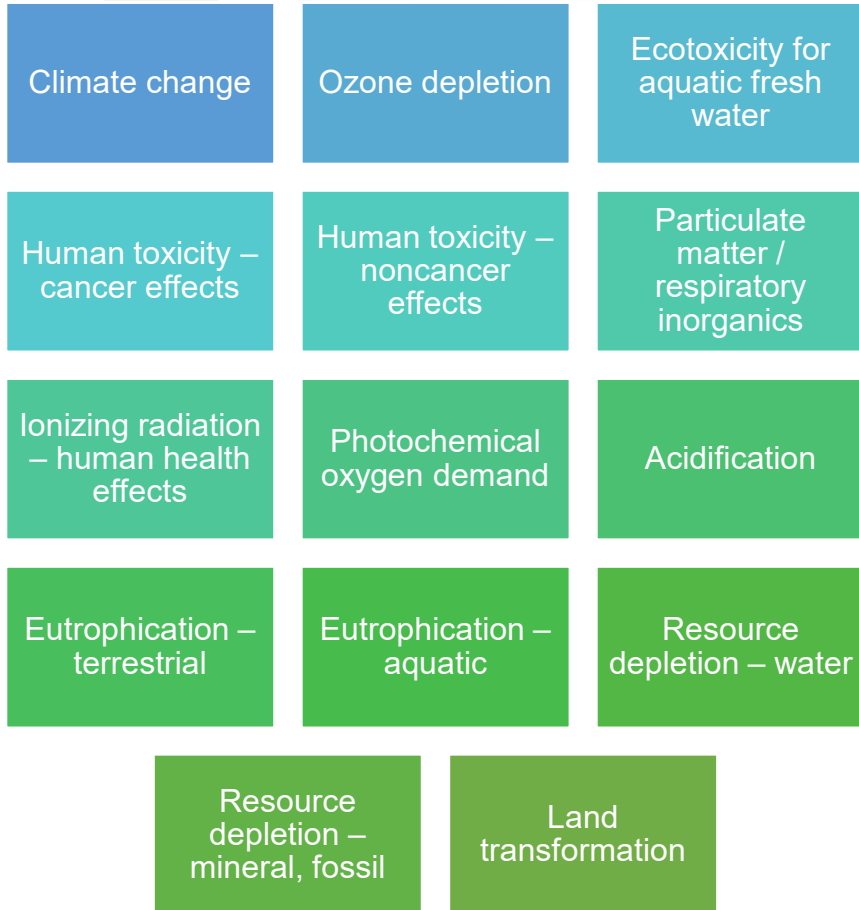 Climate change
Ozone depletion
Ecotoxicity for
aquatic fresh
water
Human toxicity –
cancer effects
Human toxicity –
noncancer
effects
Particulate
matter /
respiratory
inorganics
Ionizing radiation
– human health
effects
Photochemical
oxygen demand
Acidification
Eutrophication –
terrestrial
Eutrophication –
aquatic
Resource
depletion – water
Resource
depletion –
mineral, fossil
Land
transformation